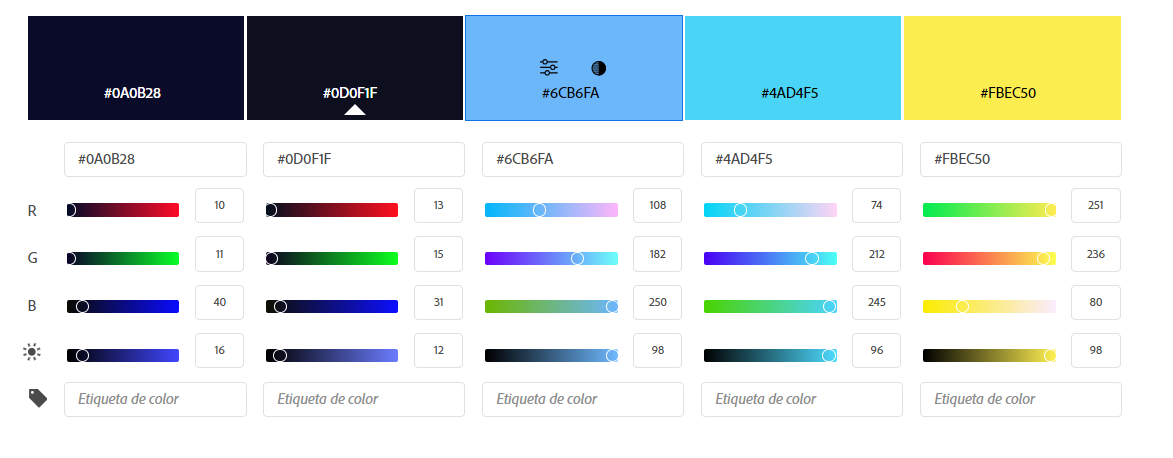 #0A0B28 #0D0F1F #6CB6FA #4AD4F5 #FBEC50
#0A0B28 #0D0F1F #6CB6FA #4AD4F5 #FBEC50
R 10 13 108 74 251
G 11 15 182 212 236
B 40 31 250 245 80
16 12 98 96 98
Etiqueta de color Etiqueta de color Etiqueta de color Etiqueta de color Etiqueta de color